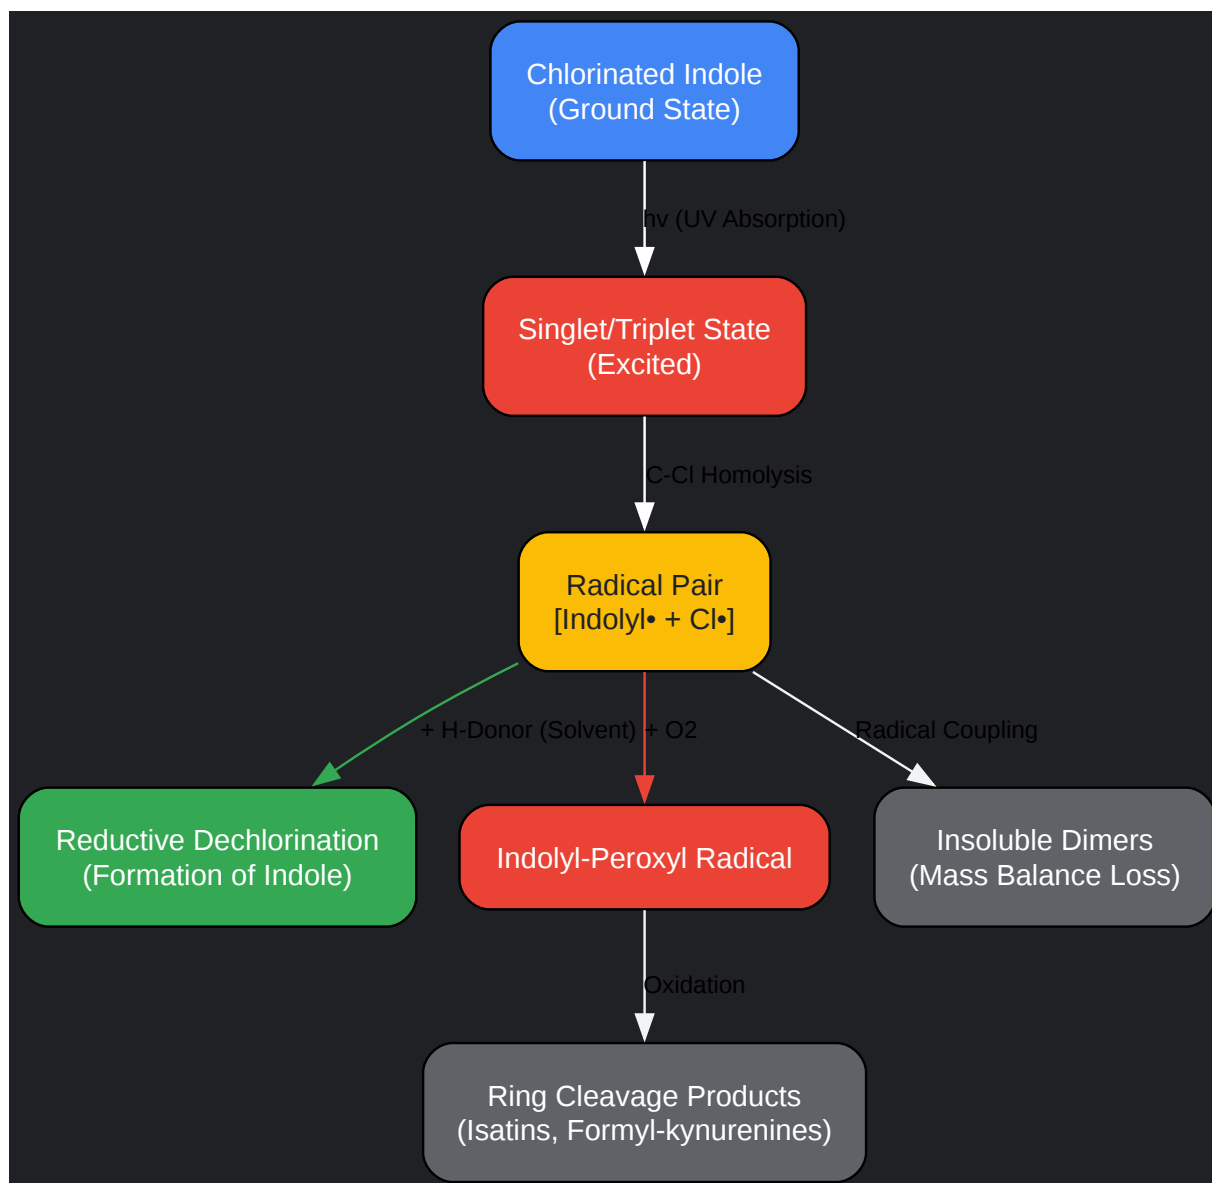 Chlorinated Indole
(Ground State)
hv (UV Absorption)
Singlet/Triplet State
(Excited)
C-Cl Homolysis
Radical Pair
[Indolyl• + Cl•]
+ H-Donor (Solvent)
+ O2
Radical Coupling
Reductive Dechlorination
(Formation of Indole)
Indolyl-Peroxyl Radical
Insoluble Dimers
(Mass Balance Loss)
Oxidation
Ring Cleavage Products
(Isatins, Formyl-kynurenines)